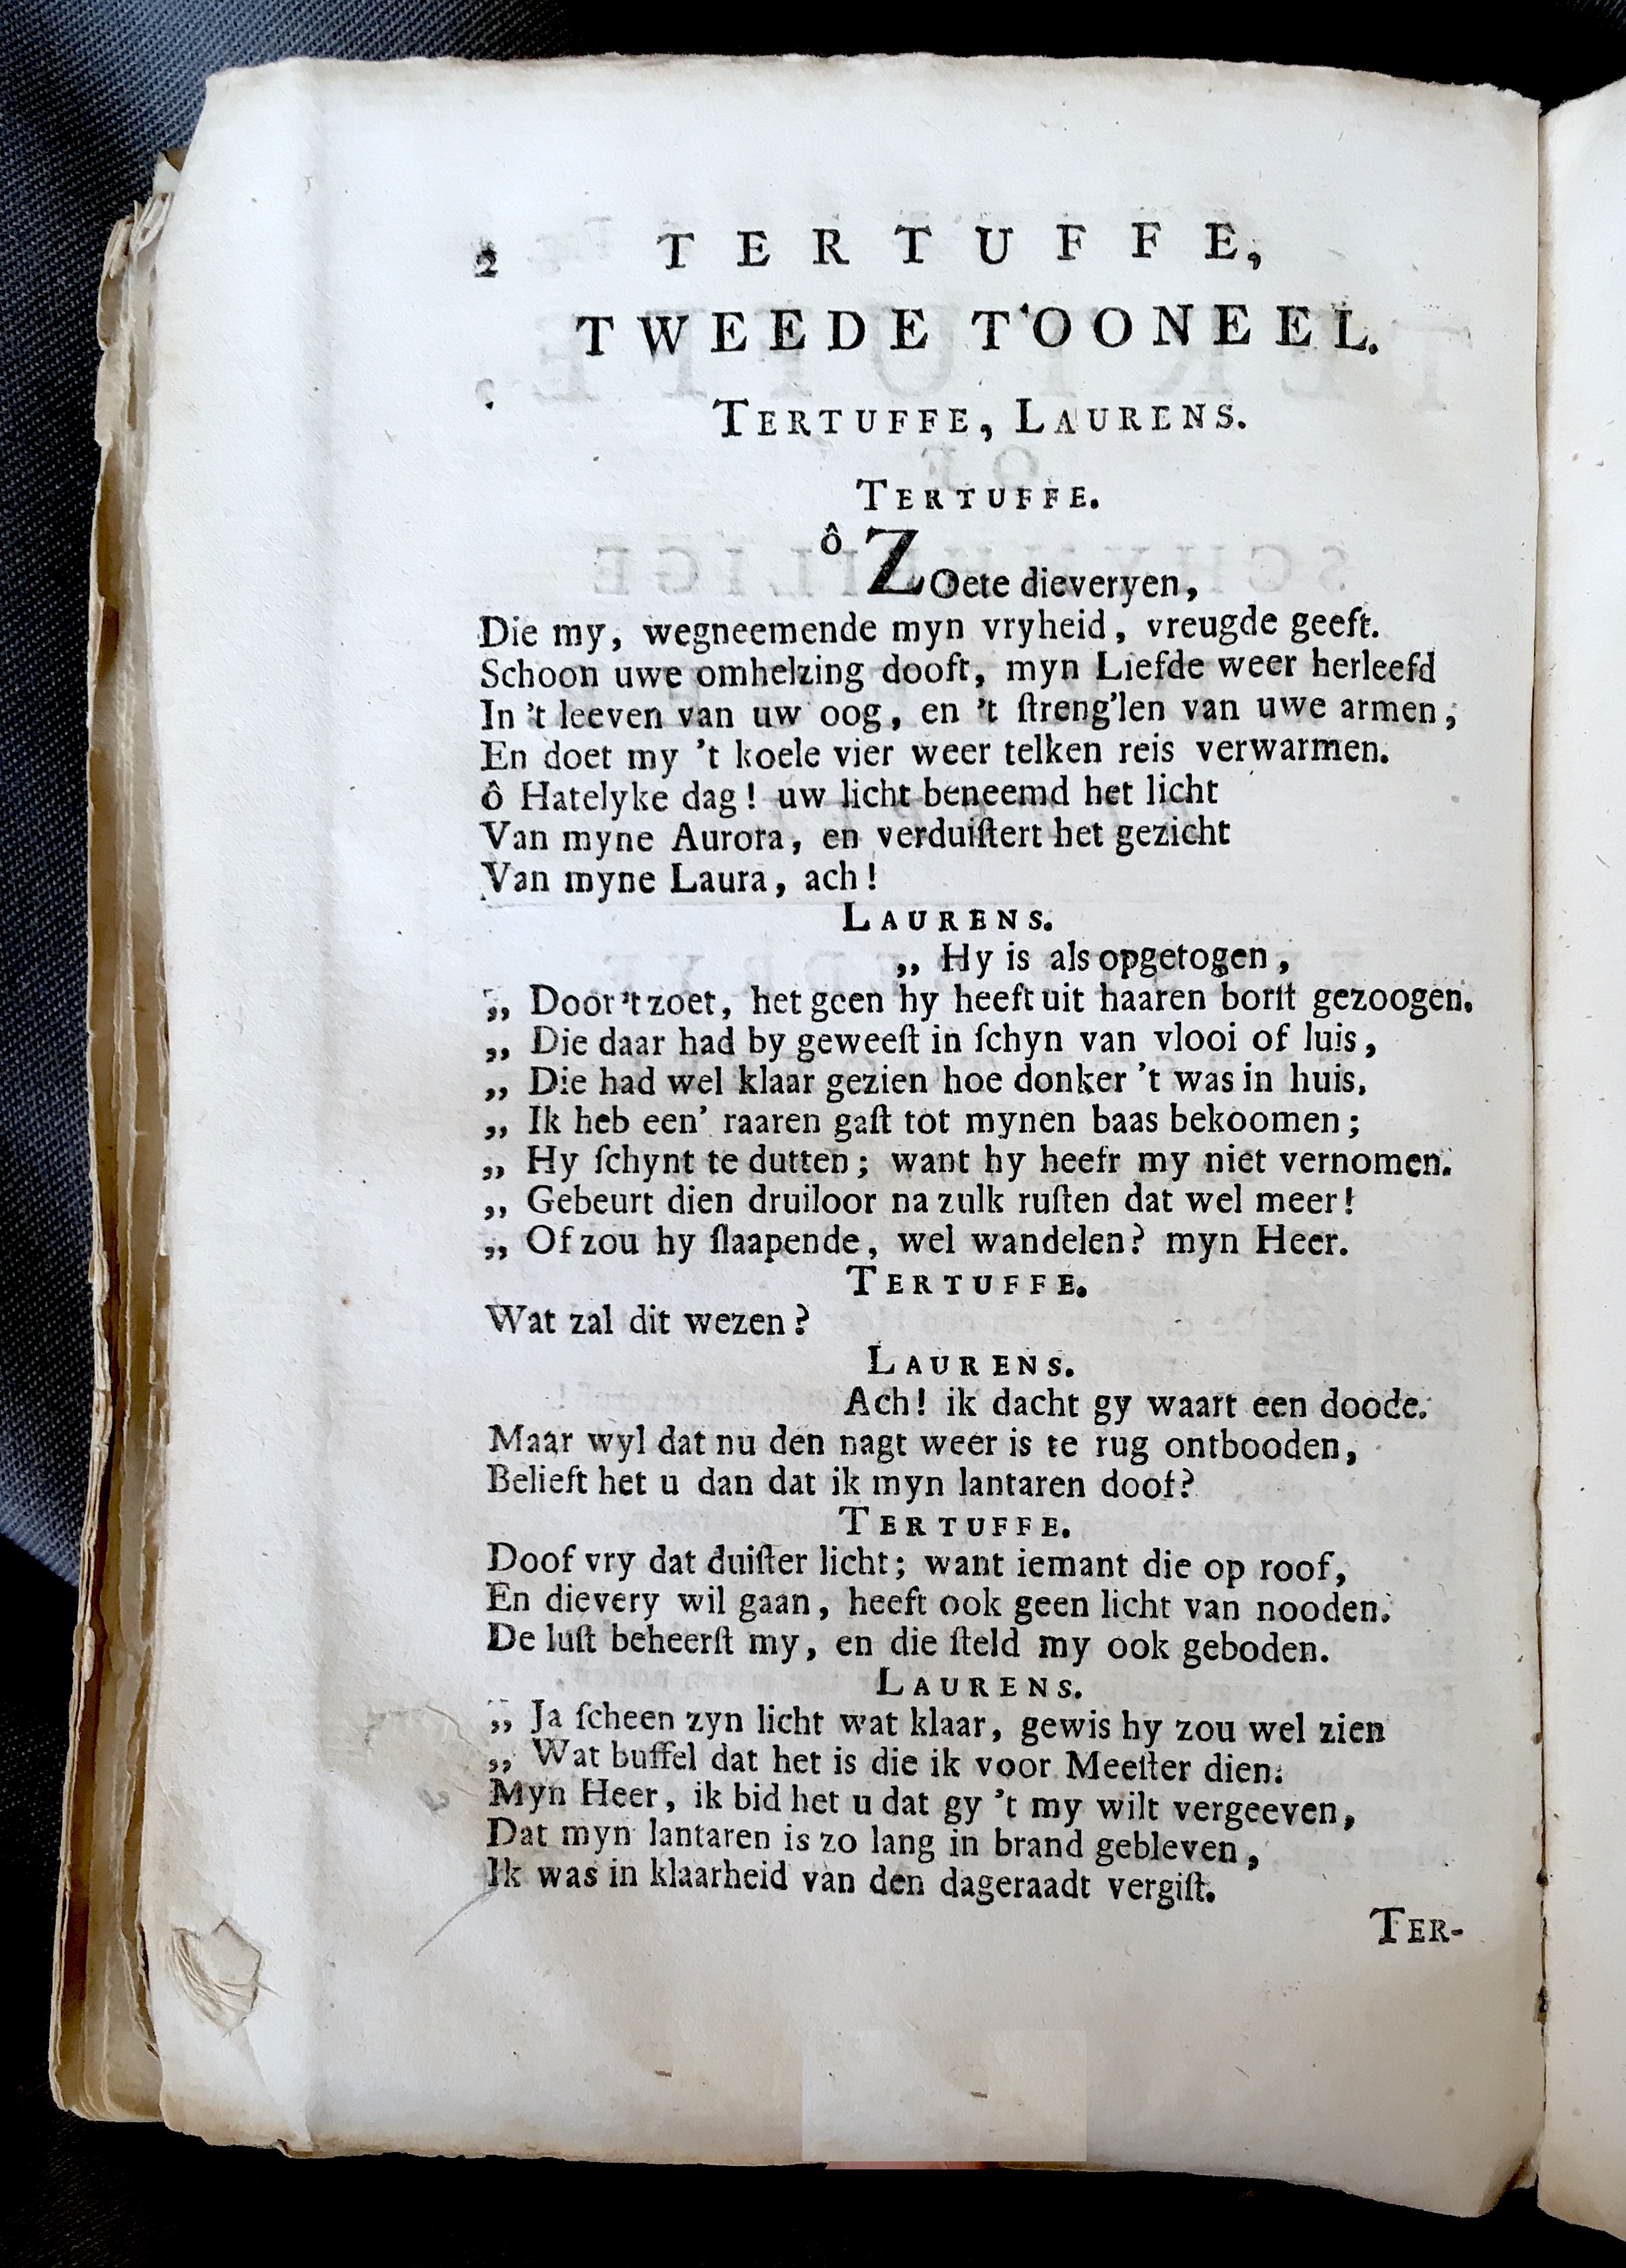 2 TERTUFFE,
TWEEDE TOONEEL.
TERTUFFE, LAURENS.
TERTUFFE.
ô ZOete dieveryen,
Die my, wegneemende myn vryheid, vreugde geeft.
Schoon uwe omhelzing dooft, myn Liefde weer herleefd
In 't leeven van uw oog, en 't ſtreng'len van uwe armen,
En doet my 't koele vier weer telken reis verwarmen.
ô Hatelyke dag! uw licht beneemd het licht
Van myne Aurora, en verduiſtert het gezicht
Van myne Laura, ach!
LAURENS.
„ Hy is als opgetogen,
„ Door 't zoet, het geen hy heeft uit haaren borſt gezoogen.
„ Die daar had by geweeſt in ſchyn van vlooi of luis,
„ Die had wel klaar gezien hoe donker 't was in huis.
„ Ik heb een' raaren gaſt tot mynen baas bekoomen;
„ Hy ſchynt te dutten; want hy heeft my niet vernomen.
„ Gebeurt dien druiloor na zulk ruſten dat wel meer!
„ Of zou hy ſlaapende, wel wandelen? myn Heer.
TERTUFFE.
Wat zal dit wezen?
LAURENS.
Ach! ik dacht gy waart een doode.
Maar wyl dat nu den nagt weer is te rug ontbooden,
Belieft het u dan dat ik myn lantaren doof?
TERTUFFE.
Doof vry dat duiſter licht; want iemant die op roof,
En dievery wil gaan, heeft ook geen licht van nooden.
De luſt beheerſt my, en die ſteld my ook geboden.
LAURENS.
„ Ja ſcheen zyn licht wat klaar, gewis hy zou wel zien
„ Wat buffel dat het is die ik voor Meeſter dien.
Myn Heer, ik bid het u dat gy 't my wilt vergeeven,
Dat myn lantaren is zo lang in brand gebleven,
Ik was in klaarheid van den dageraadt vergiſt.
TER-